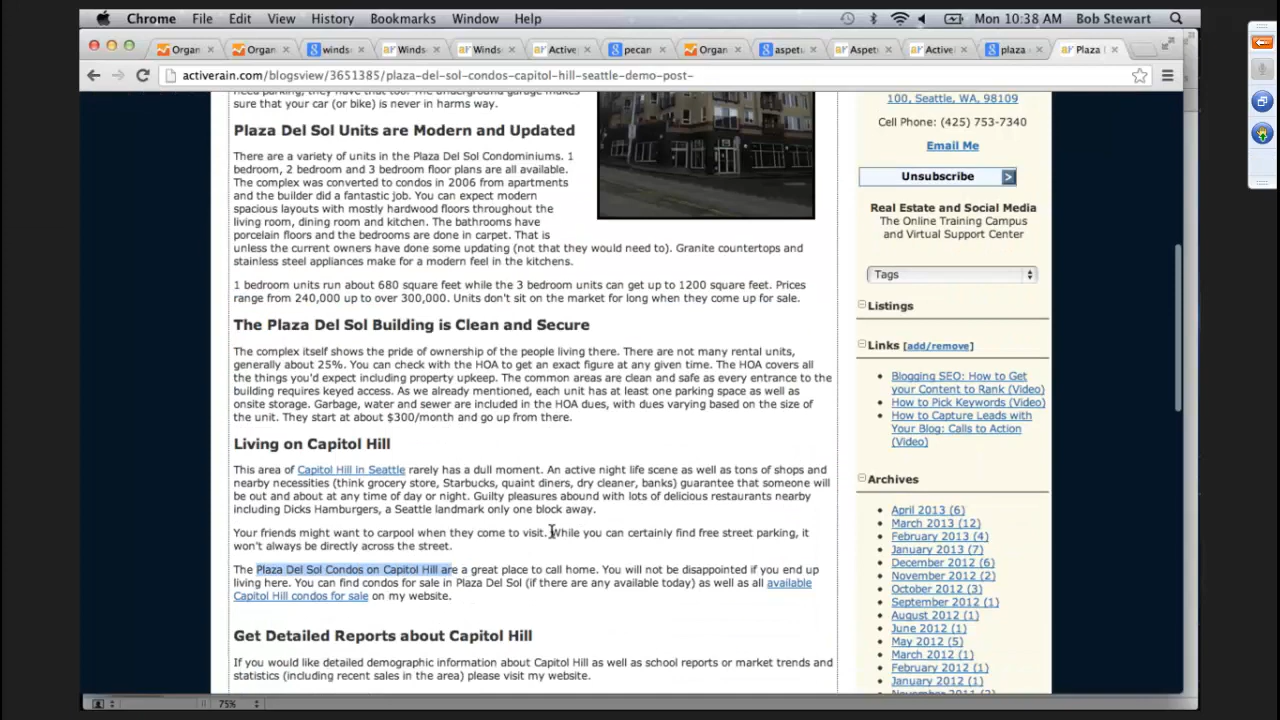 Chrome File Edit View History Bookmarks Window Help Mon 10:38 AM Bob Stewart
Organ Organ winds Winds Winds Active pecan Organ aspet Aspet Active plaza Plaza
activerain.com/blogsview/3651385/plaza-del-sol-condos-capitol-hill-seattle-demo-post-
need parking, they have that too. The underground garage makes
sure that your car (or bike) is never in harms way.
Plaza Del Sol Units are Modern and Updated
There are a variety of units in the Plaza Del Sol Condominiums. 1
bedroom, 2 bedroom and 3 bedroom floor plans are all available.
The complex was converted to condos in 2006 from apartments
and the builder did a fantastic job. You can expect modern
spacious layouts with mostly hardwood floors throughout the
living room, dining room and kitchen. The bathrooms have
porcelain floors and the bedrooms are done in carpet. That is
unless the current owners have done some updating (not that they would need to). Granite countertops and
stainless steel appliances make for a modern feel in the kitchens.
1 bedroom units run about 680 square feet while the 3 bedroom units can get up to 1200 square feet. Prices
range from 240,000 up to over 300,000. Units don't sit on the market for long when they come up for sale.
The Plaza Del Sol Building is Clean and Secure
The complex itself shows the pride of ownership of the people living there. There are not many rental units,
generally about 25%. You can check with the HOA to get an exact figure at any given time. The HOA covers all
the things you'd expect including property upkeep. The common areas are clean and safe as every entrance to the
building requires keyed access. As we already mentioned, each unit has at least one parking space as well as
onsite storage. Garbage, water and sewer are included in the HOA dues, with dues varying based on the size of
the unit. They start at about $300/month and go up from there.
Living on Capitol Hill
This area of Capitol Hill in Seattle rarely has a dull moment. An active night life scene as well as tons of shops and
nearby necessities (think grocery store, Starbucks, quaint diners, dry cleaner, banks) guarantee that someone will
be out and about at any time of day or night. Guilty pleasures abound with lots of delicious restaurants nearby
including Dicks Hamburgers, a Seattle landmark only one block away.
Your friends might want to carpool when they come to visit. While you can certainly find free street parking, it
won't always be directly across the street.
The Plaza Del Sol Condos on Capitol Hill are a great place to call home. You will not be disappointed if you end up
living here. You can find condos for sale in Plaza Del Sol (if there are any available today) as well as all available
Capitol Hill condos for sale on my website.
Get Detailed Reports about Capitol Hill
If you would like detailed demographic information about Capitol Hill as well as school reports or market trends and
statistics (including recent sales in the area) please visit my website.
100, Seattle, WA, 98109
Cell Phone: (425) 753-7340
Email Me
Unsubscribe >
Real Estate and Social Media
The Online Training Campus
and Virtual Support Center
Tags
Listings
Links [add/remove]
Blogging SEO: How to Get
your Content to Rank (Video)
How to Pick Keywords (Video)
How to Capture Leads with
Your Blog: Calls to Action
(Video)
Archives
April 2013 (6)
March 2013 (12)
February 2013 (4)
January 2013 (7)
December 2012 (6)
November 2012 (2)
October 2012 (3)
September 2012 (1)
August 2012 (1)
June 2012 (1)
May 2012 (5)
March 2012 (1)
February 2012 (1)
January 2012 (1)
75%